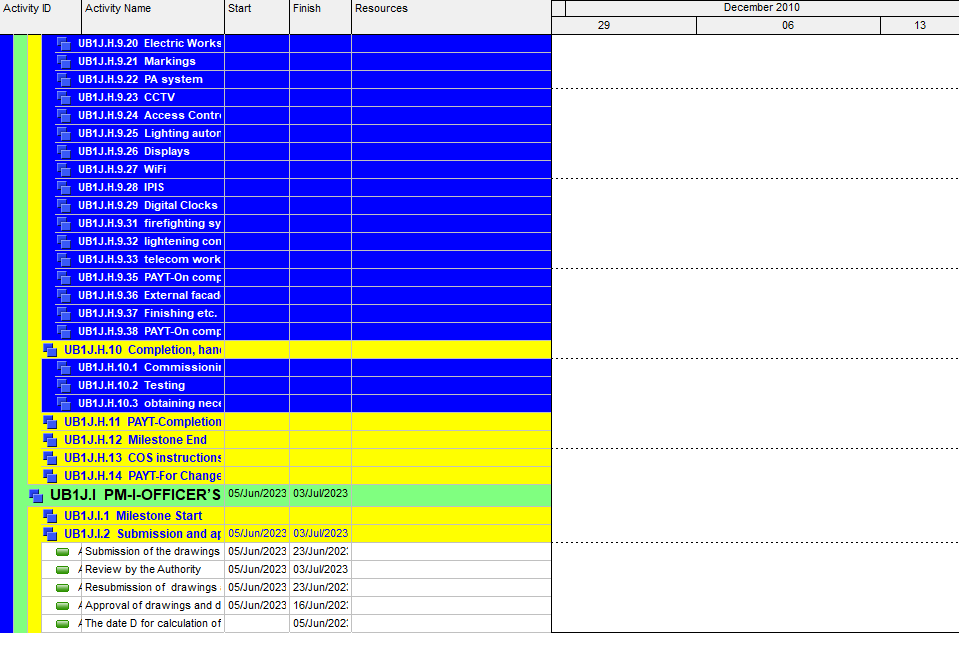 Activity ID Activity Name Start Finish Resources December 2010
29 06 13
UB1J.H.9.20 Electric Works
UB1J.H.9.21 Markings
UB1J.H.9.22 PA system
UB1J.H.9.23 CCTV
UB1J.H.9.24 Access Contr
UB1J.H.9.25 Lighting auton
UB1J.H.9.26 Displays
UB1J.H.9.27 WiFi
UB1J.H.9.28 IPIS
UB1J.H.9.29 Digital Clocks
UB1J.H.9.31 firefighting sy
UB1J.H.9.32 lightening con
UB1J.H.9.33 telecom work
UB1J.H.9.35 PAYT-On comp
UB1J.H.9.36 External facad
UB1J.H.9.37 Finishing etc.
UB1J.H.9.38 PAYT-On comp
UB1J.H.10 Completion, han
UB1J.H.10.1 Commissionin
UB1J.H.10.2 Testing
UB1J.H.10.3 obtaining nece
UB1J.H.11 PAYT-Completion
UB1J.H.12 Milestone End
UB1J.H.13 COS instructions
UB1J.H.14 PAYT-For Change
UB1J.I PM-I-OFFICER'S 05/Jun/2023 03/Jul/2023
UB1J.I.1 Milestone Start
UB1J.I.2 Submission and ap 05/Jun/2023 03/Jul/2023
A Submission of the drawings 05/Jun/2023 23/Jun/202
A Review by the Authority 05/Jun/2023 03/Jul/2023
A Resubmission of drawings 05/Jun/2023 23/Jun/202
A Approval of drawings and d 05/Jun/2023 16/Jun/202
A The date D for calculation of 05/Jun/202